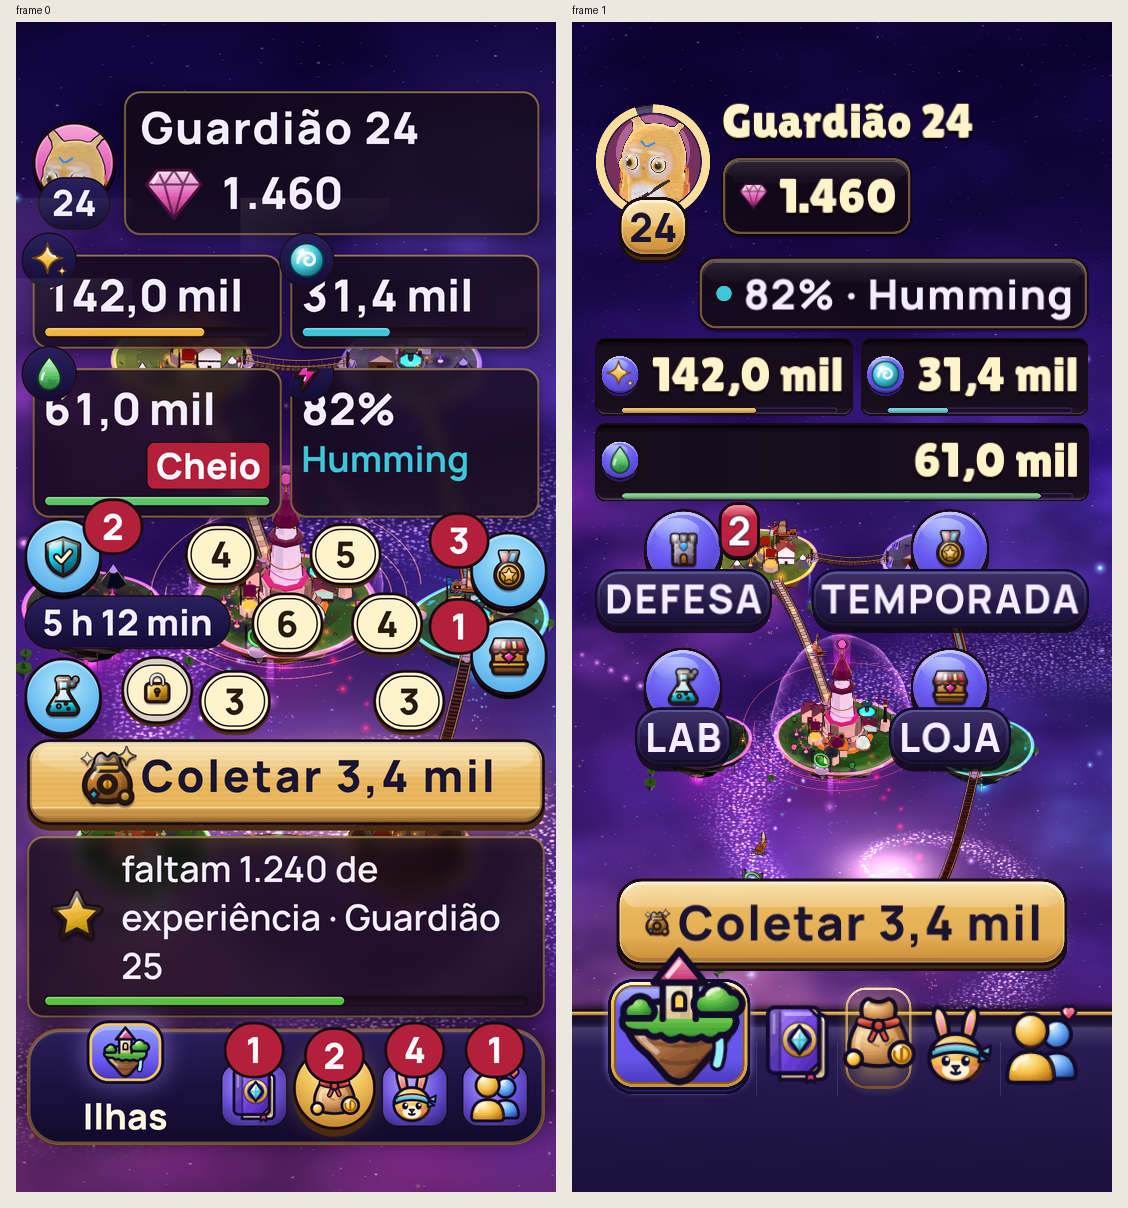 frame 0
Guardião 24
1.460
24
142,0 mil
31,4 mil
61,0 mil
82%
Cheio
Humming
2
4
5
3
5 h 12 min
6
4
1
3
3
Coletar 3,4 mil
faltam 1.240 de
experiência · Guardião
25
1
2
4
1
Ilhas
frame 1
Guardião 24
1.460
24
82% · Humming
142,0 mil
31,4 mil
61,0 mil
2
DEFESA
TEMPORADA
LAB
LOJA
Coletar 3,4 mil